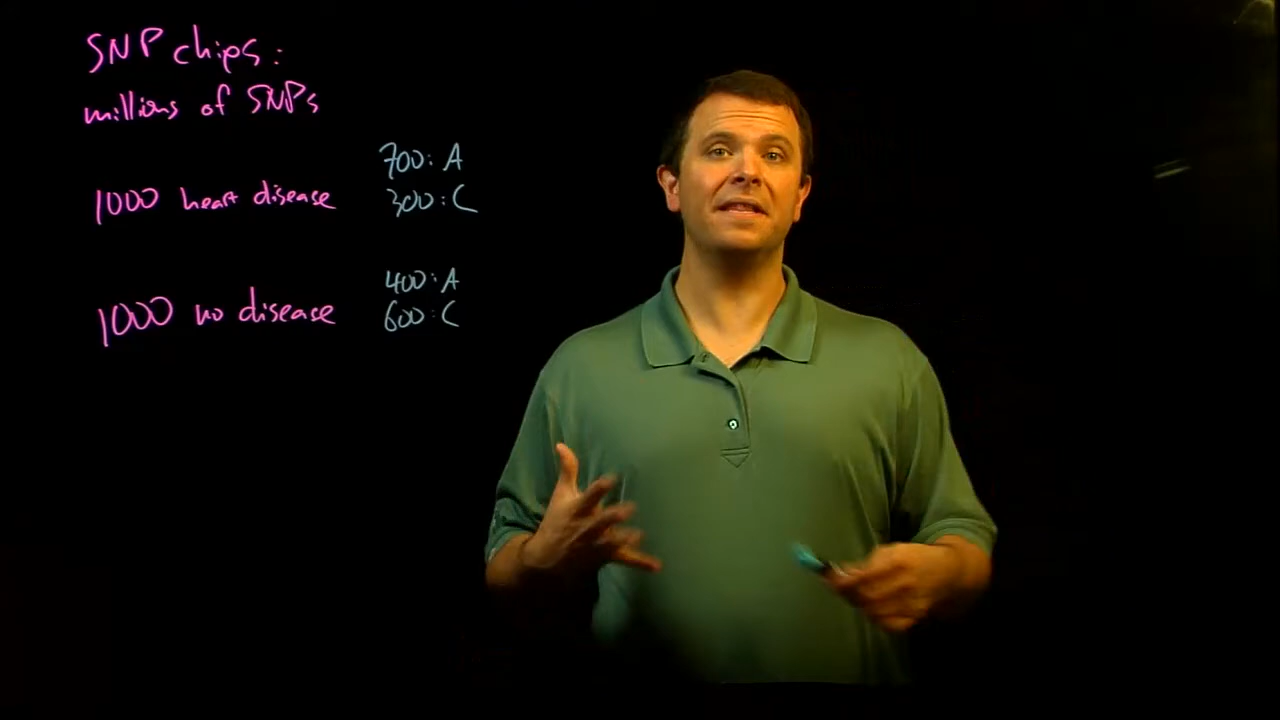 SNP chips:
millions of SNPs
700: A
1000 heart disease
300: C
400: A
1000 no disease
600: C